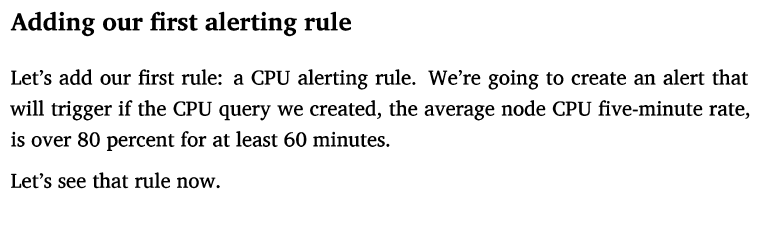 Adding our first alerting rule
Let’s add our first rule: a CPU alerting rule. We’re going to create an alert that
will trigger if the CPU query we created, the average node CPU five-minute rate,
is over 80 percent for at least 60 minutes.
Let’s see that rule now.